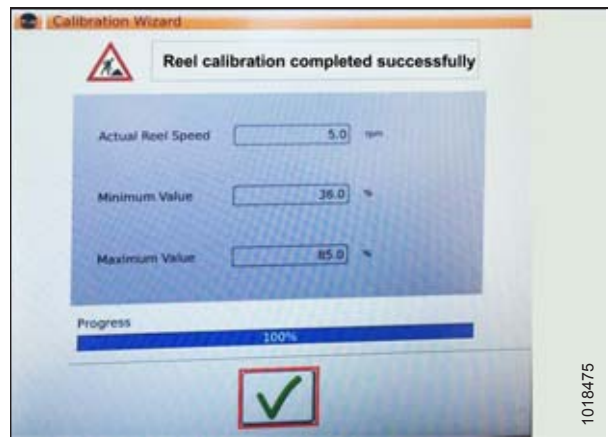 Calibration Wizard
Reel calibration completed successfully
Actual Reel Speed 5.0 rpm
Minimum Value 36.0 %
Maximum Value 85.0 %
Progress
100%
1018475